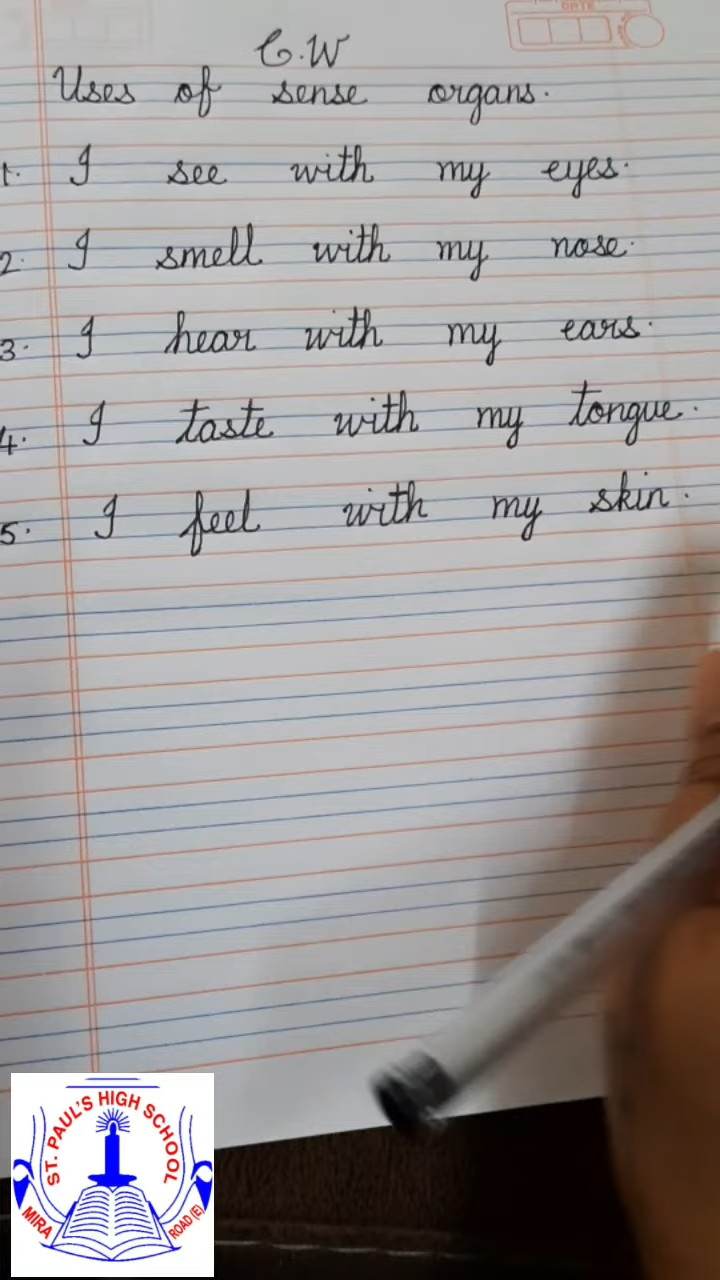 DATE
C.W
Uses of sense organs.
1. I see with my eyes.
2. I smell with my nose.
3. I hear with my ears.
4. I taste with my tongue.
5. I feel with my skin.
ST. PAUL'S HIGH SCHOOL
MIRA ROAD (E)